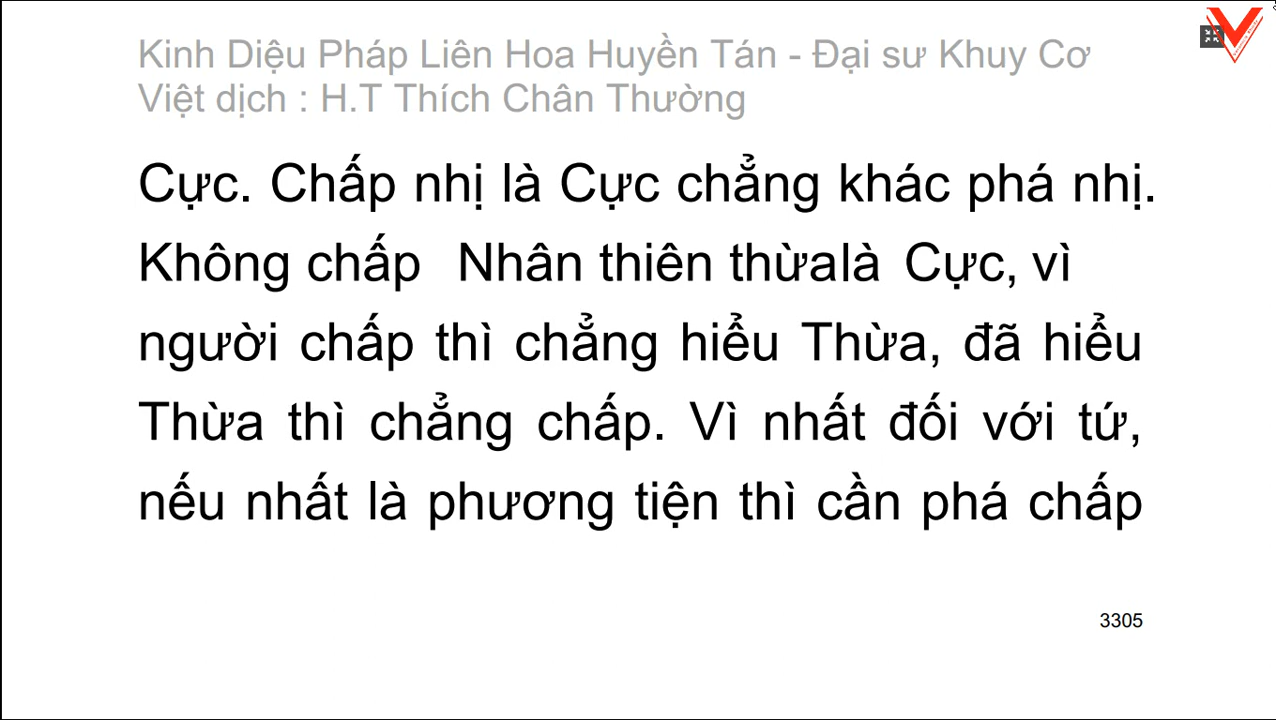 Kinh Diệu Pháp Liên Hoa Huyền Tán - Đại sư Khuy Cơ
Việt dịch : H.T Thích Chân Thường
Cực. Chấp nhị là Cực chẳng khác phá nhị.
Không chấp Nhân thiên thừalà Cực, vì
người chấp thì chẳng hiểu Thừa, đã hiểu
Thừa thì chẳng chấp. Vì nhất đối với tứ,
nếu nhất là phương tiện thì cần phá chấp
3305